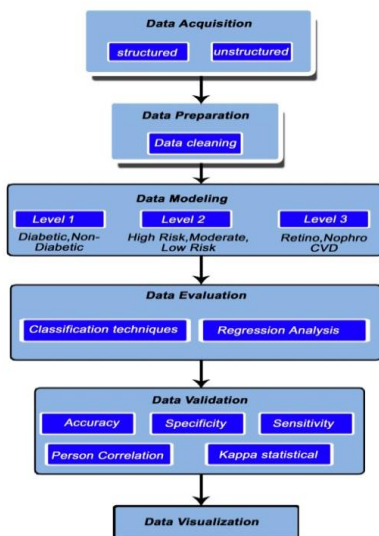 Data Acquisition
structured unstructured
Data Preparation
Data cleaning
Data Modeling
Level 1 Level 2 Level 3
Diabetic,Non-
Diabetic
High Risk,Moderate,
Low Risk
Retino,Nophro
CVD
Data Evaluation
Classification techniques Regression Analysis
Data Validation
Accuracy Specificity Sensitivity
Person Correlation Kappa statistical
Data Visualization